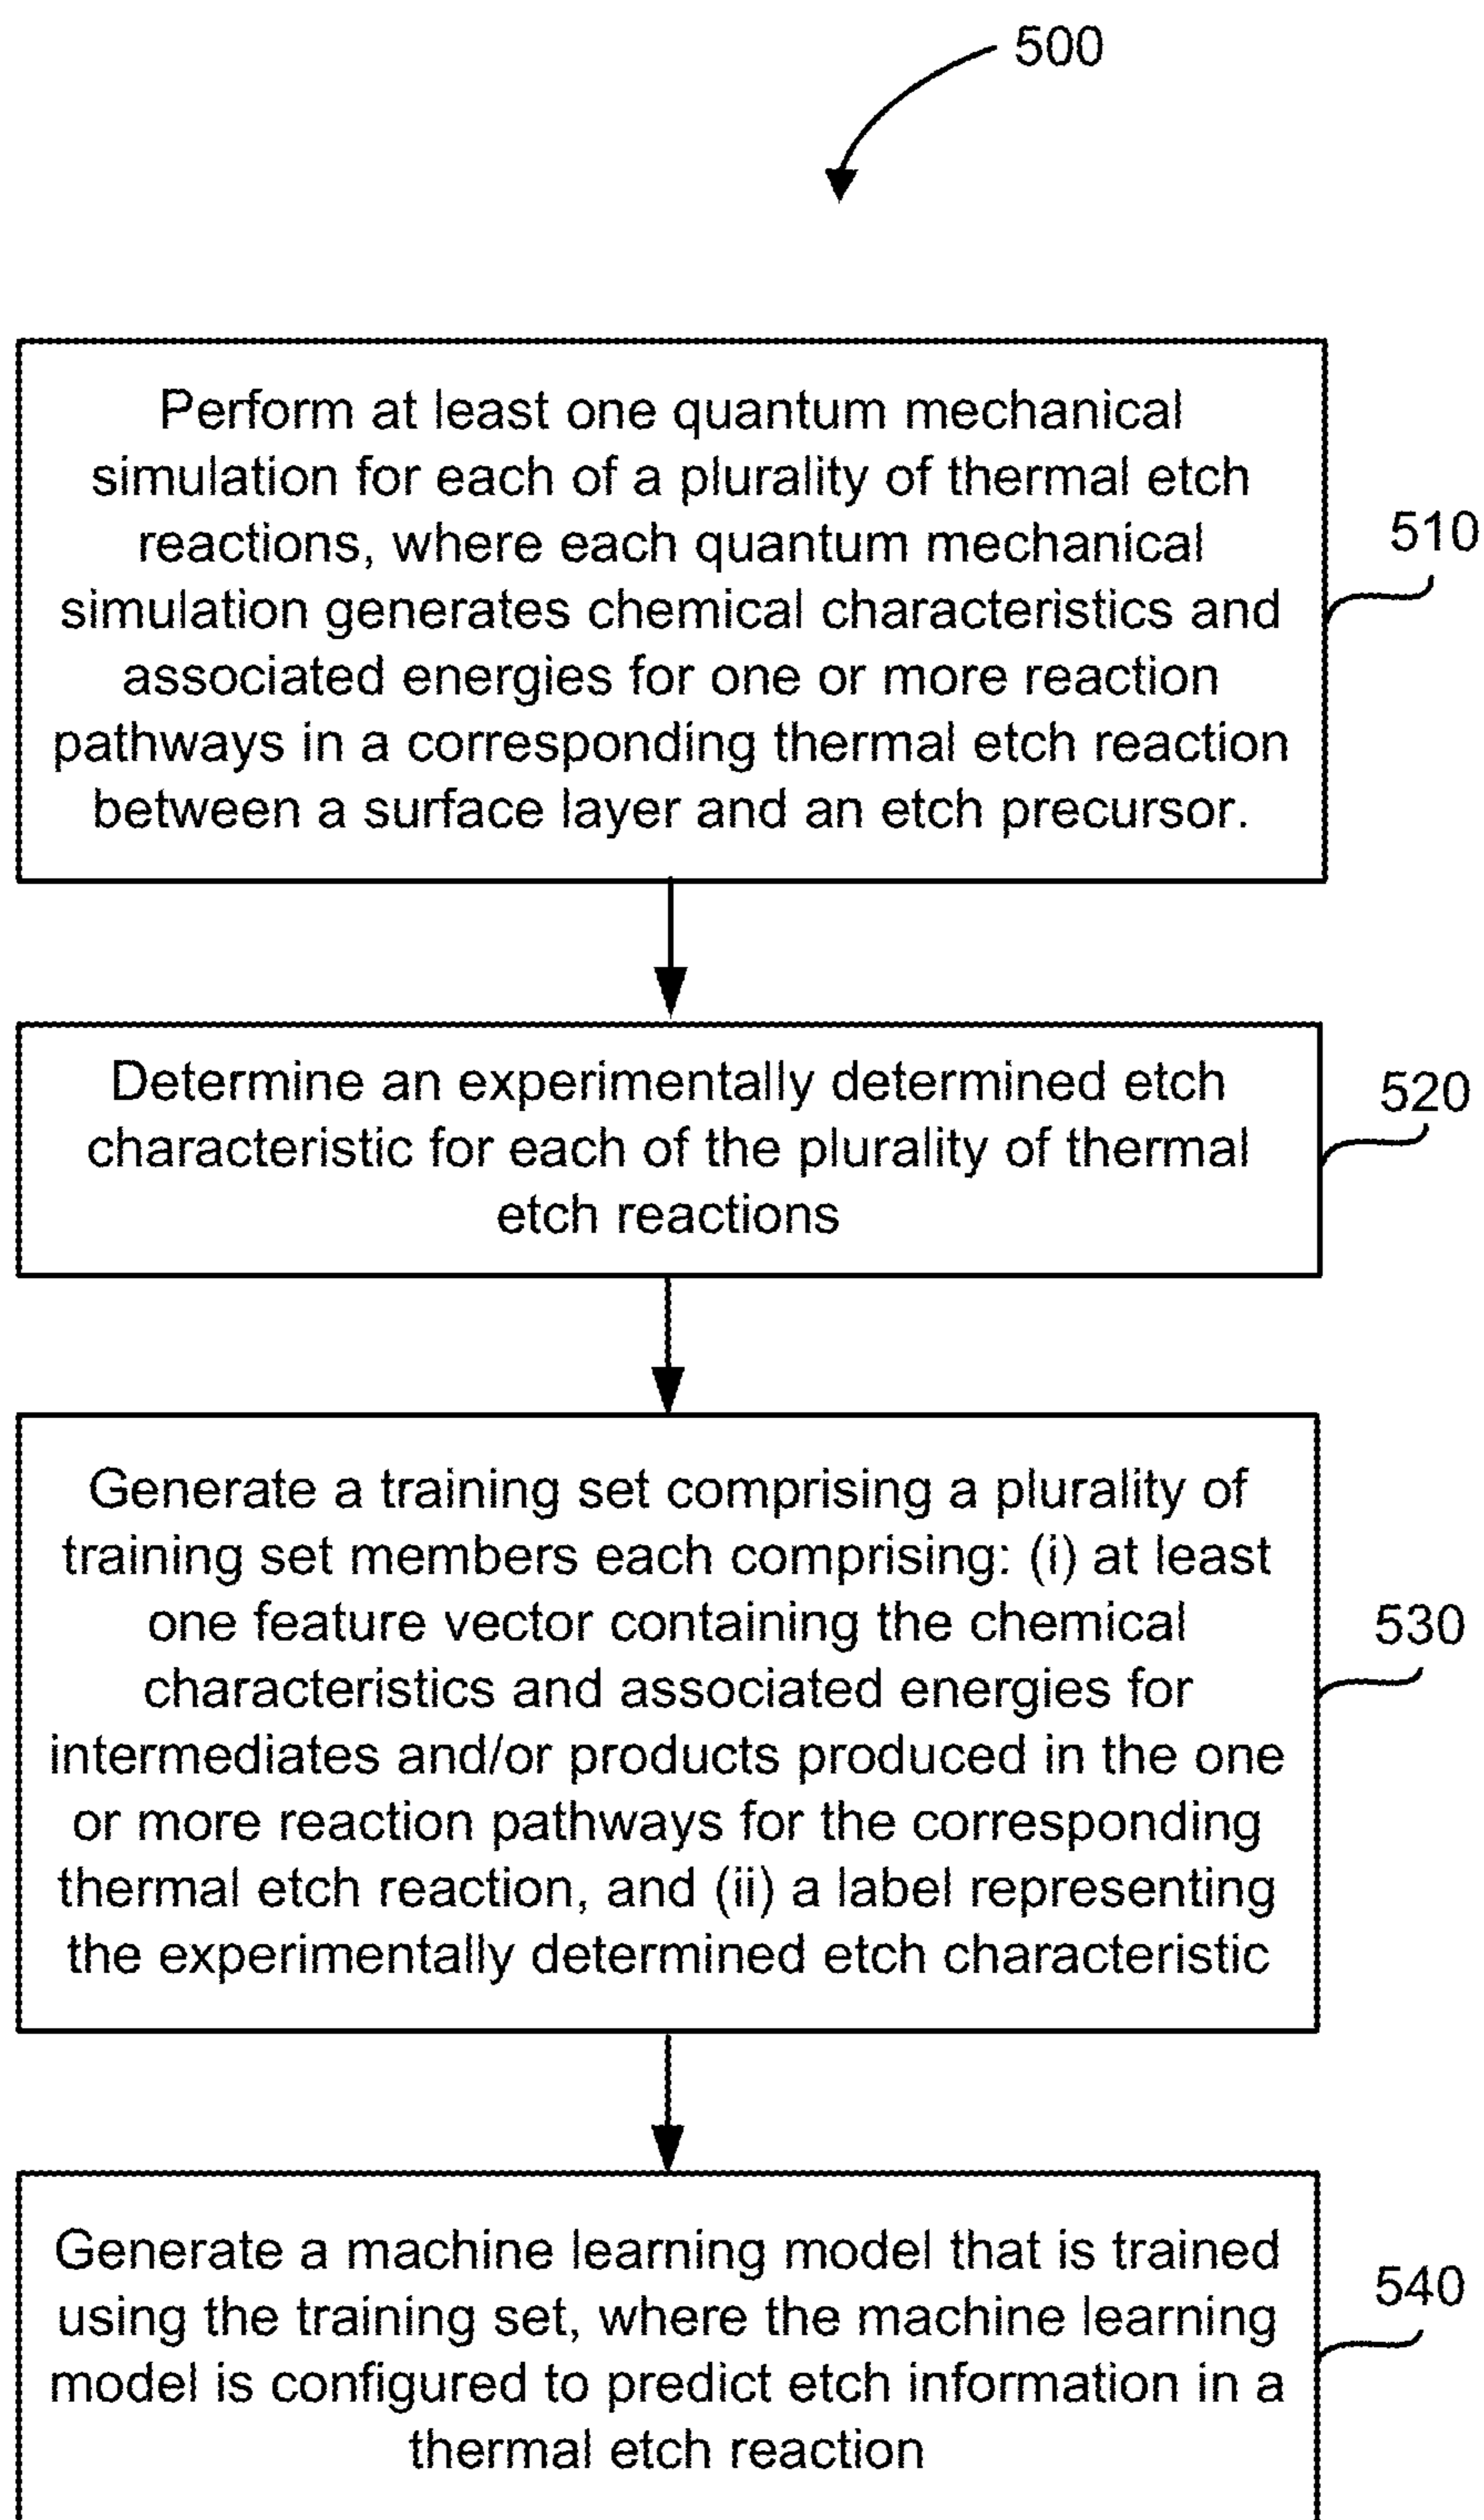 500
Perform at least one quantum mechanical
simulation for each of a plurality of thermal etch
reactions, where each quantum mechanical
simulation generates chemical characteristics and
associated energies for one or more reaction
pathways in a corresponding thermal etch reaction
between a surface layer and an etch precursor.
510
Determine an experimentally determined etch
characteristic for each of the plurality of thermal
etch reactions
520
Generate a training set comprising a plurality of
training set members each comprising: (i) at least
one feature vector containing the chemical
characteristics and associated energies for
intermediates and/or products produced in the one
or more reaction pathways for the corresponding
thermal etch reaction, and (ii) a label representing
the experimentally determined etch characteristic
530
Generate a machine learning model that is trained
using the training set, where the machine learning
model is configured to predict etch information in a
thermal etch reaction
540